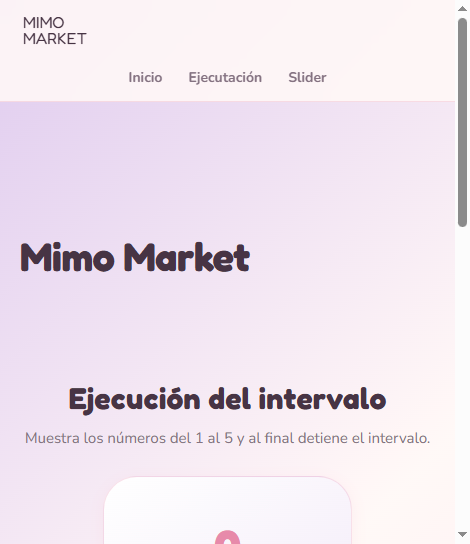 MIMO
MARKET
Inicio Ejecutación Slider
Mimo Market
Ejecución del intervalo
Muestra los números del 1 al 5 y al final detiene el intervalo.